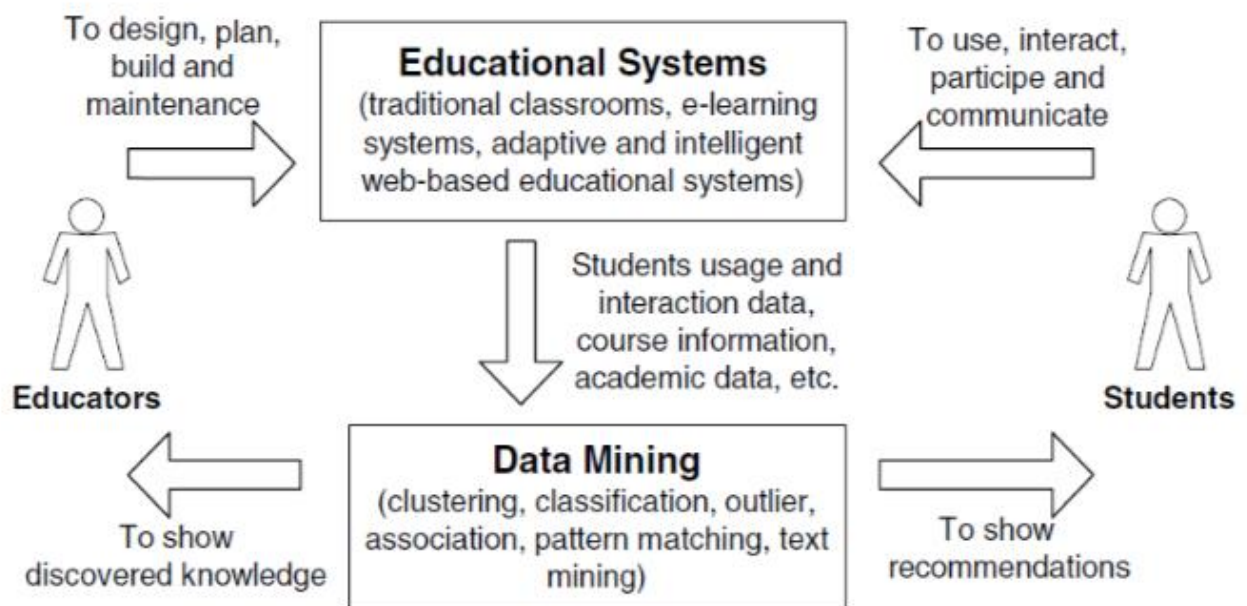 To design, plan,
build and
maintenance
Educational Systems
(traditional classrooms, e-learning
systems, adaptive and intelligent
web-based educational systems)
To use, interact,
participe and
communicate
Students usage and
interaction data,
course information,
academic data, etc.
Educators
Students
Data Mining
(clustering, classification, outlier,
association, pattern matching, text
mining)
To show
discovered knowledge
To show
recommendations